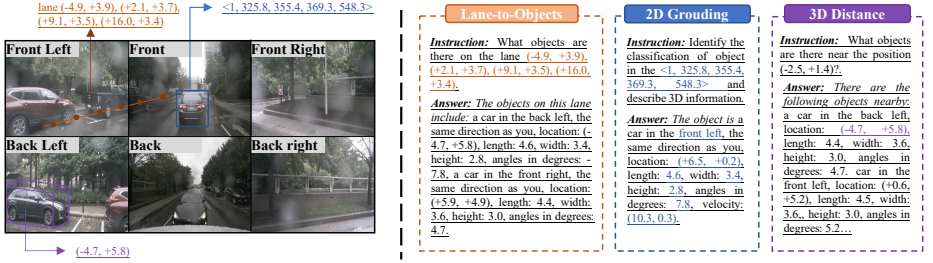 lane (-4.9, +3.9), (+2.1, +3.7),
(+9.1, +3.5), (+16.0, +3.4)
<1, 325.8, 355.4, 369.3, 548.3>
Front Left
Front
Front Right
Back Left
Back
Back right
(-4.7, +5.8)
Lane-to-Objects
Instruction: What objects are
there on the lane (-4.9, +3.9),
(+2.1, +3.7), (+9.1, +3.5), (+16.0,
+3.4).
Answer: The objects on this lane
include: a car in the back left, the
same direction as you, location: (-
4.7, +5.8), length: 4.6, width: 3.4,
height: 2.8, angles in degrees: -
7.8, a car in the front right, the
same direction as you, location:
(+5.9, +4.9), length: 4.4, width:
3.6, height: 3.0, angles in degrees:
4.7.
2D Grouding
Instruction: Identify the
classification of object
in the <1, 325.8, 355.4,
369.3, 548.3> and
describe 3D information.
Answer: The object is a
car in the front left, the
same direction as you,
location: (+6.5, +0.2),
length: 4.6, width: 3.4,
height: 2.8, angles in
degrees: 7.8, velocity:
(10.3, 0.3).
3D Distance
Instruction: What objects
are there near the position
(-2.5, +1.4)?.
Answer: There are the
following objects nearby:
a car in the back left,
location: (-4.7, +5.8),
length: 4.4, width: 3.6,
height: 3.0, angles in
degrees: 4.7. car in the
front left, location: (+0.6,
+5.2), length: 4.5, width:
3.6,, height: 3.0, angles in
degrees: 5.2…